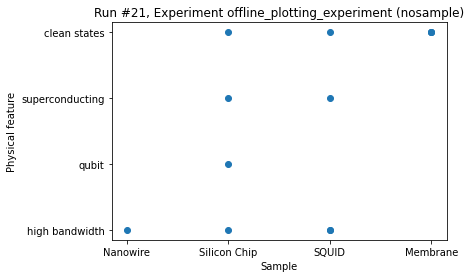 Run #21, Experiment offline_plotting_experiment (nosample)
clean states
superconducting
qubit
high bandwidth
Physical feature
Nanowire Silicon Chip SQUID Membrane
Sample